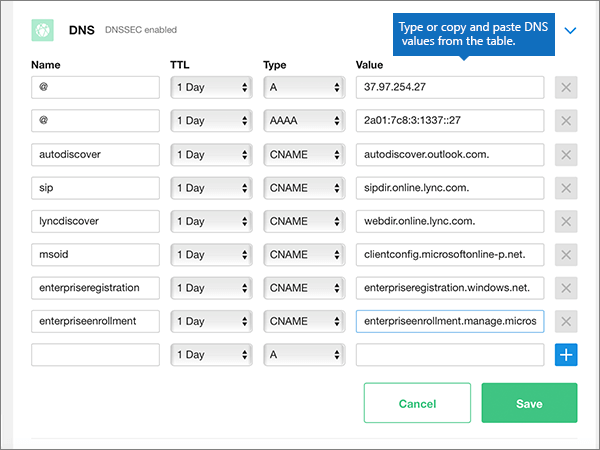 DNS DNSSEC enabled
Type or copy and paste DNS
values from the table.
Name TTL Type Value
@ 1 Day A 37.97.254.27
@ 1 Day AAAA 2a01:7c8:3:1337::27
autodiscover 1 Day CNAME autodiscover.outlook.com.
sip 1 Day CNAME sipdir.online.lync.com.
lyncdiscover 1 Day CNAME webdir.online.lync.com.
msoid 1 Day CNAME clientconfig.microsoftonline-p.net.
enterpriseregistration 1 Day CNAME enterpriseregistration.windows.net.
enterpriseenrollment 1 Day CNAME enterpriseenrollment.manage.micros
1 Day A
Cancel Save